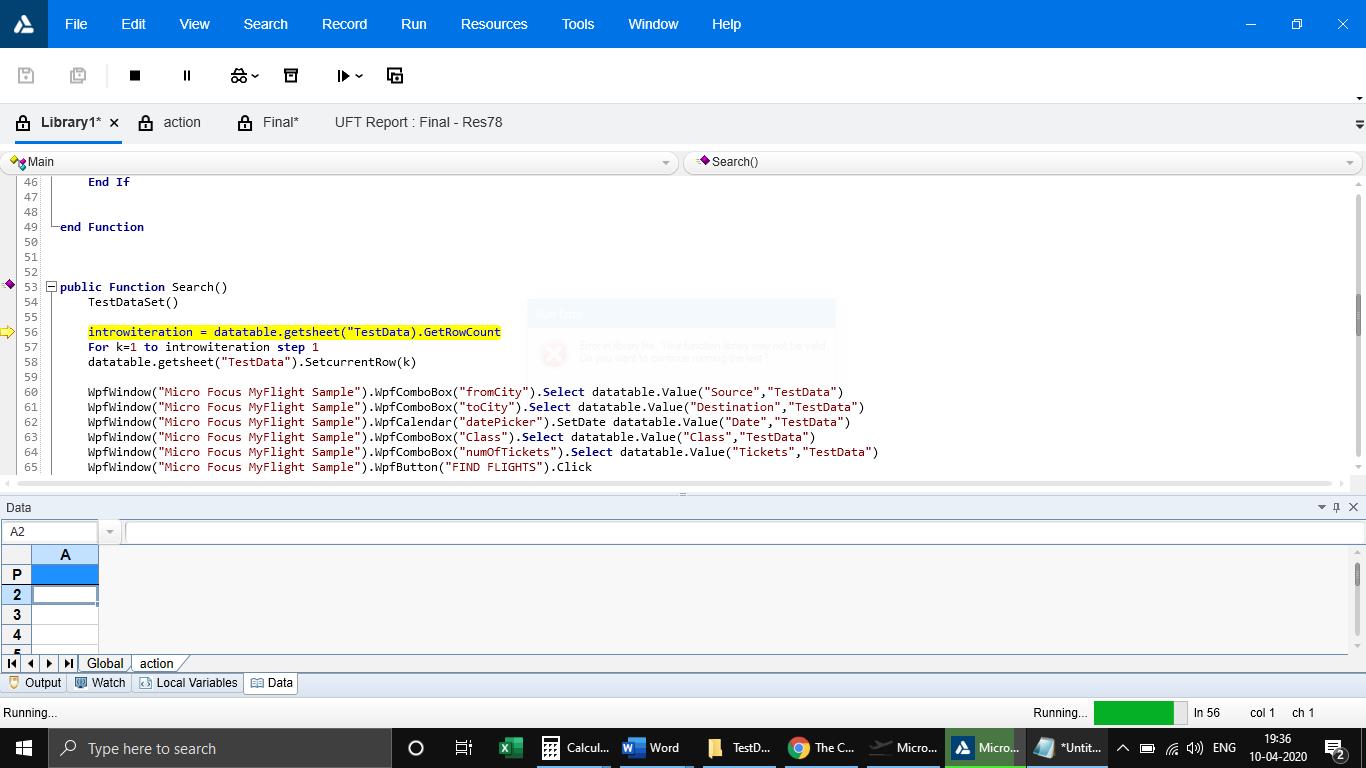 File Edit View Search Record Run Resources Tools Window Help
Library1* action Final* UFT Report : Final - Res78
Main Search()
46 End If
47
48
49 end Function
50
51
52
53 public Function Search()
54 TestDataSet()
55
56 introwiteration = datatable.getsheet("TestData).GetRowCount
57 For k=1 to introwiteration step 1
58 datatable.getsheet("TestData").SetcurrentRow(k)
59
60 WpfWindow("Micro Focus MyFlight Sample").WpfComboBox("fromCity").Select datatable.Value("Source","TestData")
61 WpfWindow("Micro Focus MyFlight Sample").WpfComboBox("toCity").Select datatable.Value("Destination","TestData")
62 WpfWindow("Micro Focus MyFlight Sample").WpfCalendar("datePicker").SetDate datatable.Value("Date","TestData")
63 WpfWindow("Micro Focus MyFlight Sample").WpfComboBox("Class").Select datatable.Value("Class","TestData")
64 WpfWindow("Micro Focus MyFlight Sample").WpfComboBox("numOfTickets").Select datatable.Value("Tickets","TestData")
65 WpfWindow("Micro Focus MyFlight Sample").WpfButton("FIND FLIGHTS").Click
Error in library file. Your function library may not be valid.
Do you want to continue running the test?
Data
A2
A
P
2
3
4
5
Global action
Output Watch Local Variables Data
Running... Running... ln 56 col 1 ch 1
Type here to search Calcul... Word TestD... The C... Micro... Micro... *Untit... ENG 19:36
10-04-2020 2